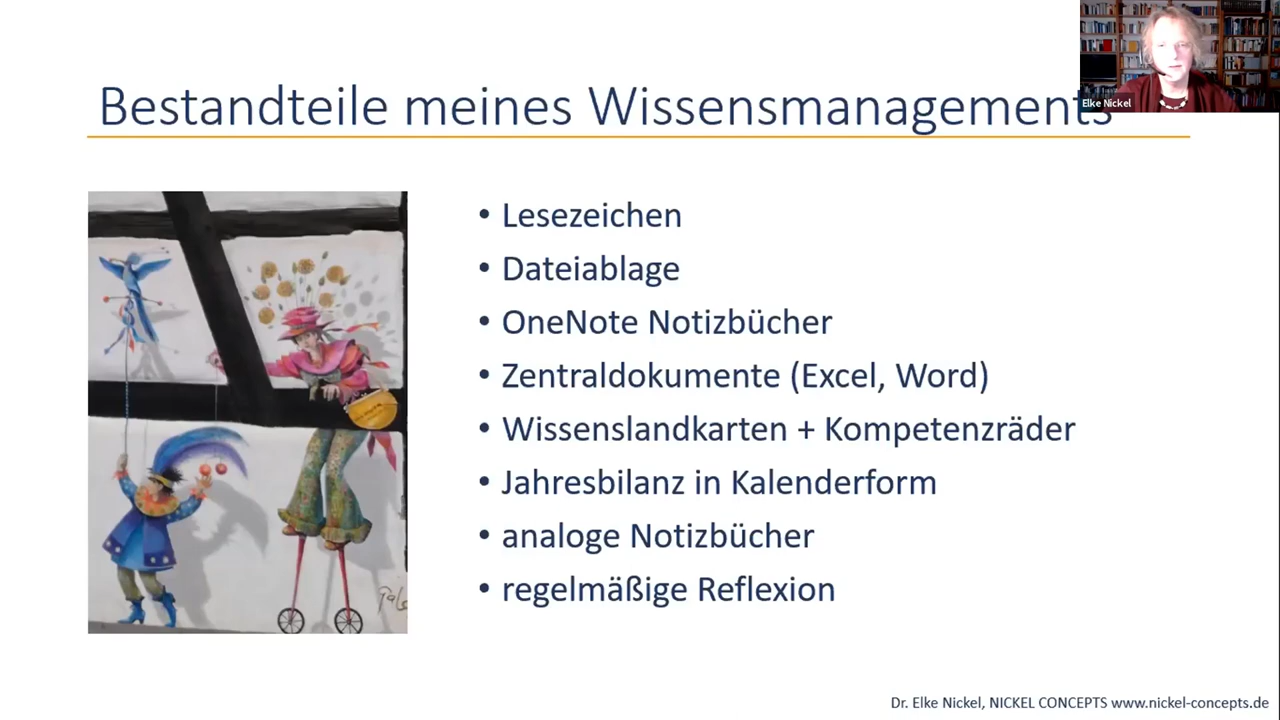 Bestandteile meines Wissensmanagements
Elke Nickel
• Lesezeichen
• Dateiablage
• OneNote Notizbücher
• Zentraldokumente (Excel, Word)
• Wissenslandkarten + Kompetenzräder
• Jahresbilanz in Kalenderform
• analoge Notizbücher
• regelmäßige Reflexion
Dr. Elke Nickel, NICKEL CONCEPTS www.nickel-concepts.de